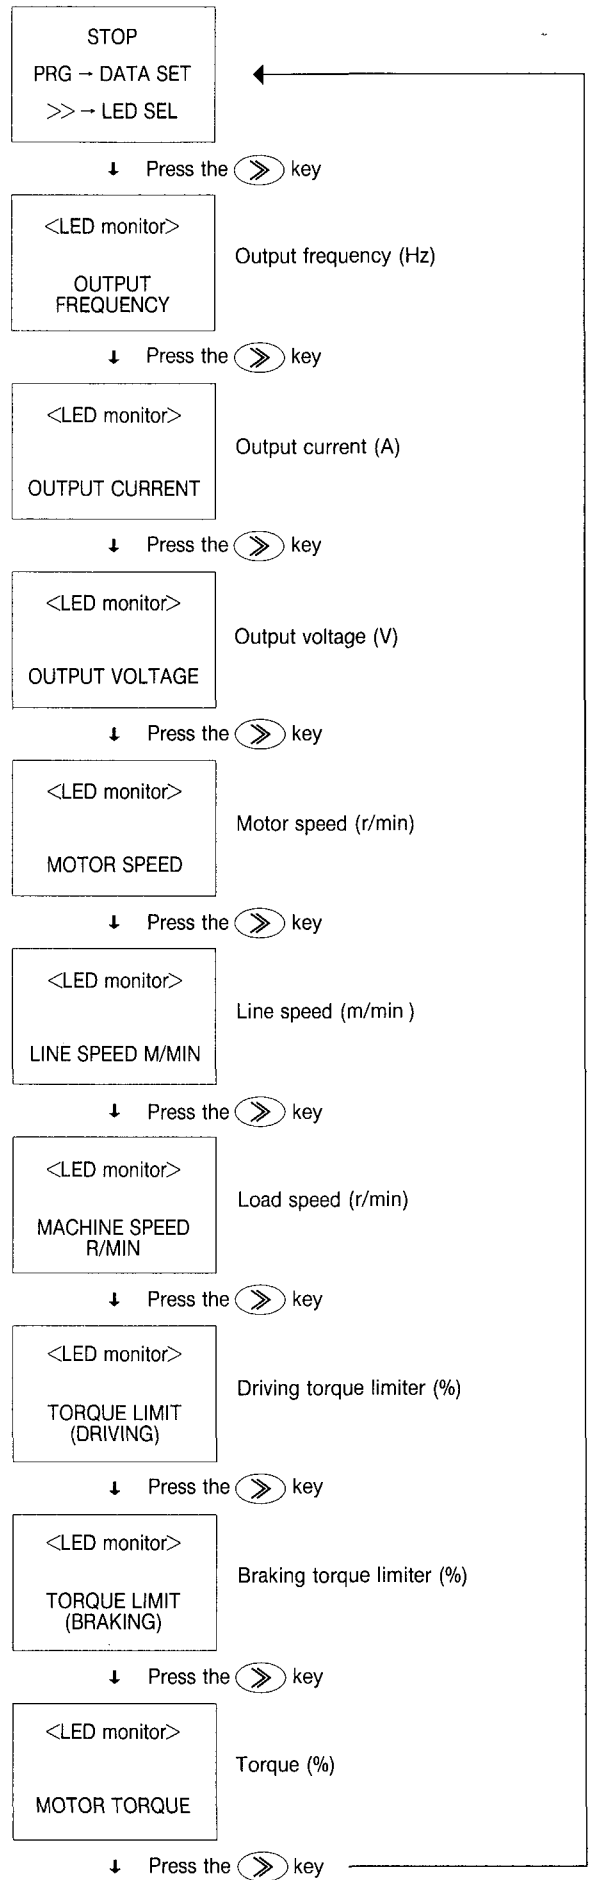 STOP
PRG → DATA SET
>> → LED SEL
↓ Press the >> key
<LED monitor>
OUTPUT
FREQUENCY
Output frequency (Hz)
↓ Press the >> key
<LED monitor>
OUTPUT CURRENT
Output current (A)
↓ Press the >> key
<LED monitor>
OUTPUT VOLTAGE
Output voltage (V)
↓ Press the >> key
<LED monitor>
MOTOR SPEED
Motor speed (r/min)
↓ Press the >> key
<LED monitor>
LINE SPEED M/MIN
Line speed (m/min )
↓ Press the >> key
<LED monitor>
MACHINE SPEED
R/MIN
Load speed (r/min)
↓ Press the >> key
<LED monitor>
TORQUE LIMIT
(DRIVING)
Driving torque limiter (%)
↓ Press the >> key
<LED monitor>
TORQUE LIMIT
(BRAKING)
Braking torque limiter (%)
↓ Press the >> key
<LED monitor>
MOTOR TORQUE
Torque (%)
↓ Press the >> key